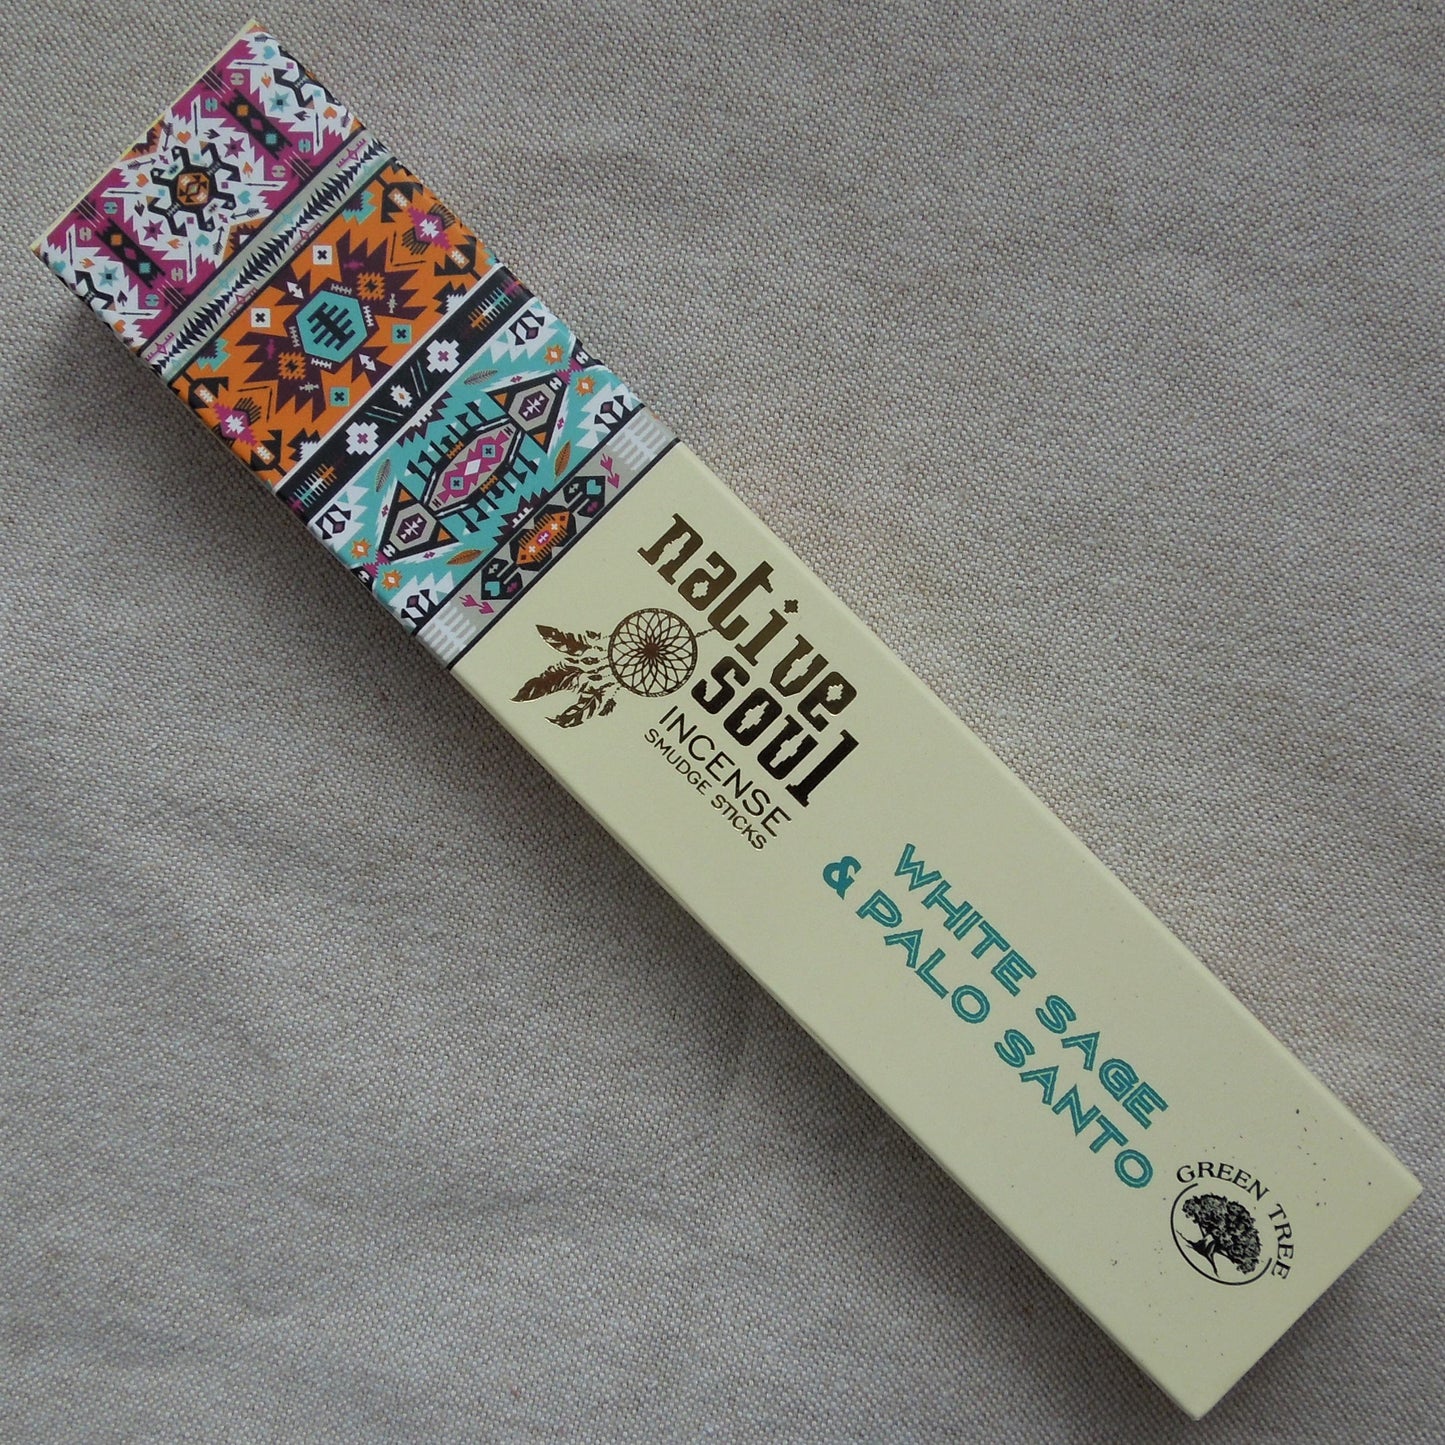 native
soul
INCENSE
SMUDGE STICKS
WHITE SAGE
& PALO SANTO
GREEN TREE